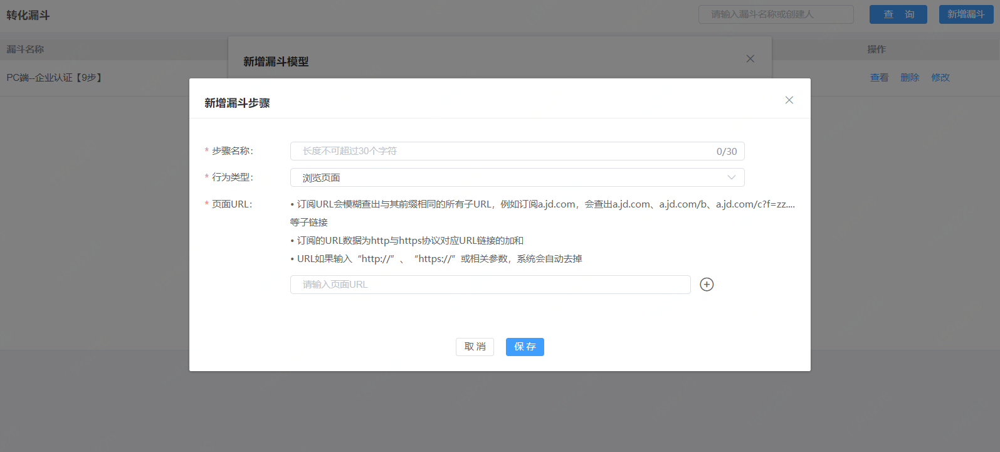 转化漏斗
请输入漏斗名称或创建人
查 询
新增漏斗
漏斗名称
操作
新增漏斗模型
PC端--企业认证【9步】
查看 删除 修改
新增漏斗步骤
* 步骤名称:
长度不可超过30个字符
0/30
* 行为类型:
浏览页面
* 页面URL:
• 订阅URL会模糊查出与其前缀相同的所有子URL，例如订阅a.jd.com，会查出a.jd.com、a.jd.com/b、a.jd.com/c?f=zz....
等子链接
• 订阅的URL数据为http与https协议对应URL链接的加和
• URL如果输入“http://”、“https://”或相关参数，系统会自动去掉
请输入页面URL
取 消
保 存